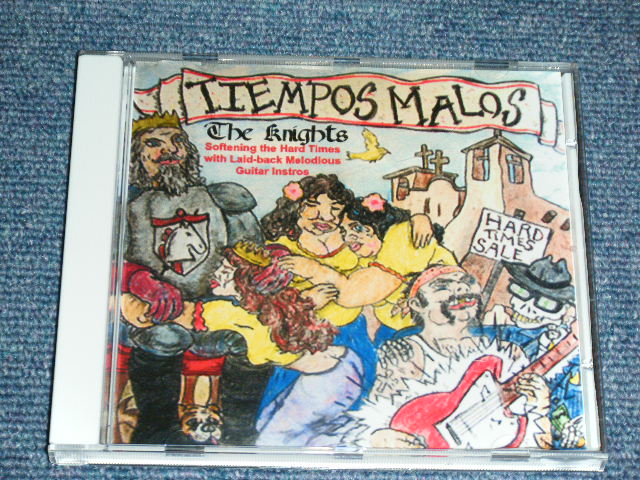 TIEMPOS MALOS
The Knights
Softening the Hard Times
with Laid-back Melodious
Guitar Instros
HARD
TIMES
SALE